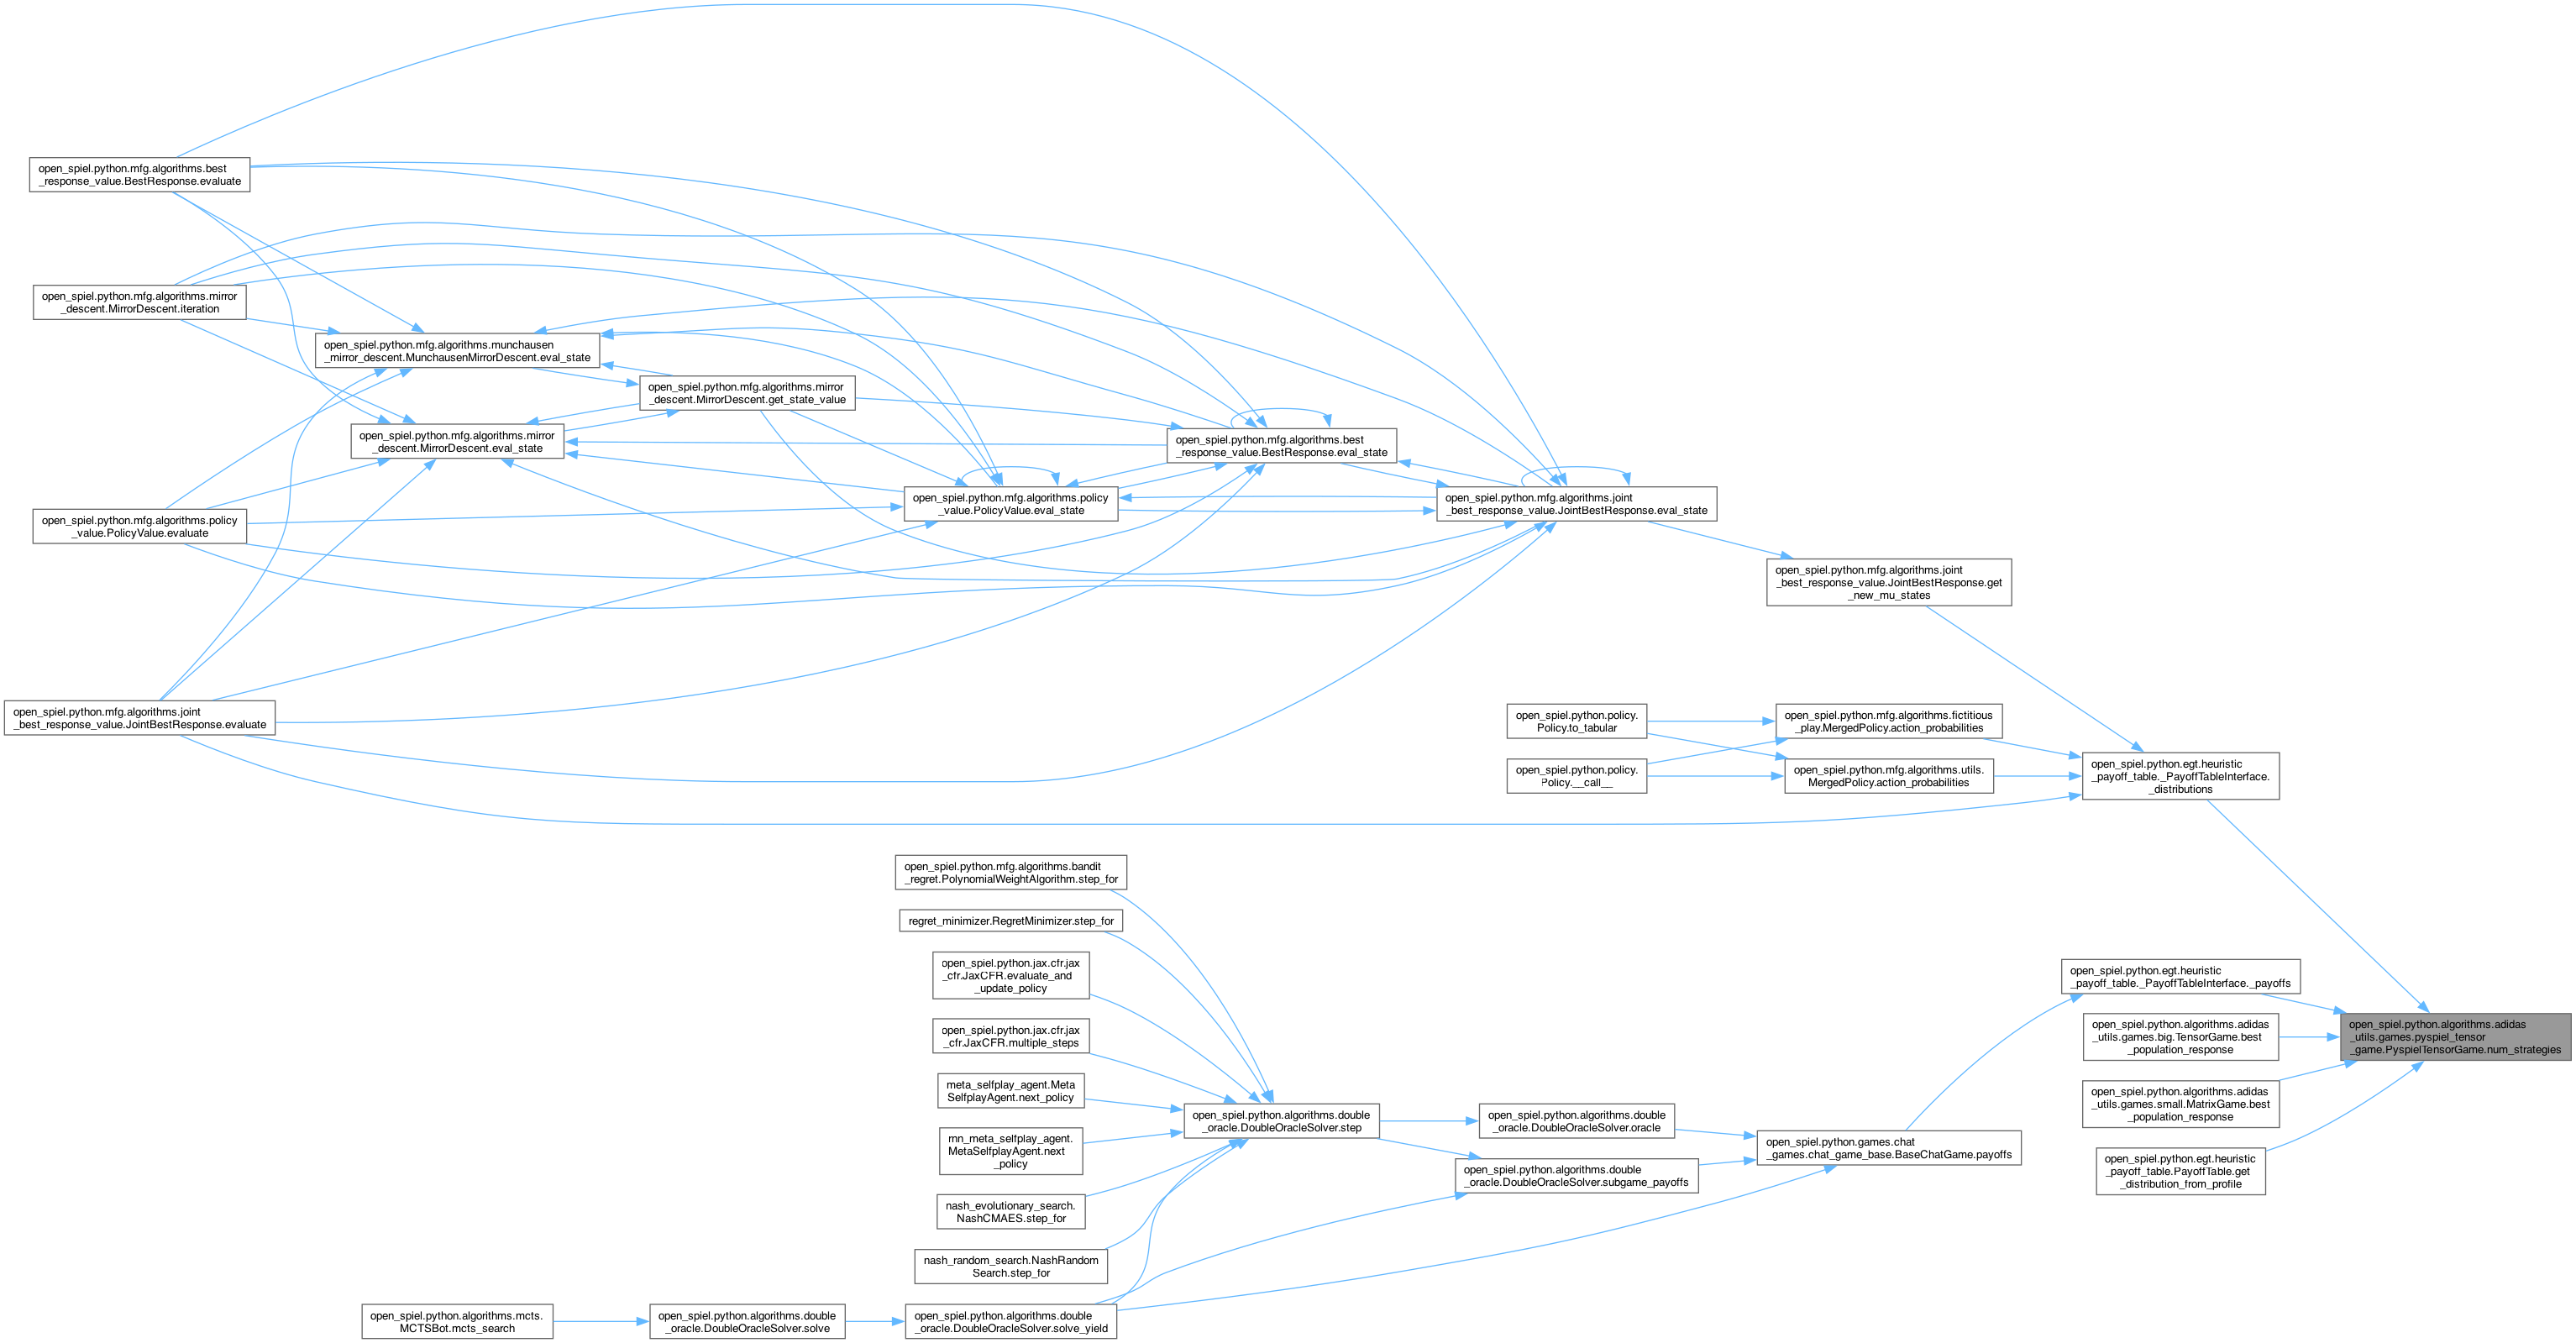 open_spiel.python.mfg.algorithms.best
_response_value.BestResponse.evaluate
open_spiel.python.mfg.algorithms.mirror
_descent.MirrorDescent.iteration
open_spiel.python.mfg.algorithms.munchausen
_mirror_descent.MunchausenMirrorDescent.eval_state
open_spiel.python.mfg.algorithms.mirror
_descent.MirrorDescent.get_state_value
open_spiel.python.mfg.algorithms.mirror
_descent.MirrorDescent.eval_state
open_spiel.python.mfg.algorithms.best
_response_value.BestResponse.eval_state
open_spiel.python.mfg.algorithms.policy
_value.PolicyValue.eval_state
open_spiel.python.mfg.algorithms.joint
_best_response_value.JointBestResponse.eval_state
open_spiel.python.mfg.algorithms.policy
_value.PolicyValue.evaluate
open_spiel.python.mfg.algorithms.joint
_best_response_value.JointBestResponse.get
_new_mu_states
open_spiel.python.mfg.algorithms.joint
_best_response_value.JointBestResponse.evaluate
open_spiel.python.policy.
Policy.to_tabular
open_spiel.python.mfg.algorithms.fictitious
_play.MergedPolicy.action_probabilities
open_spiel.python.policy.
Policy.__call__
open_spiel.python.mfg.algorithms.utils.
MergedPolicy.action_probabilities
open_spiel.python.egt.heuristic
_payoff_table._PayoffTableInterface.
_distributions
open_spiel.python.mfg.algorithms.bandit
_regret.PolynomialWeightAlgorithm.step_for
regret_minimizer.RegretMinimizer.step_for
open_spiel.python.jax.cfr.jax
_cfr.JaxCFR.evaluate_and
_update_policy
open_spiel.python.egt.heuristic
_payoff_table._PayoffTableInterface._payoffs
open_spiel.python.jax.cfr.jax
_cfr.JaxCFR.multiple_steps
open_spiel.python.algorithms.adidas
_utils.games.big.TensorGame.best
_population_response
open_spiel.python.algorithms.adidas
_utils.games.pyspiel_tensor
_game.PyspielTensorGame.num_strategies
meta_selfplay_agent.Meta
SelfplayAgent.next_policy
open_spiel.python.algorithms.adidas
_utils.games.small.MatrixGame.best
_population_response
open_spiel.python.algorithms.double
_oracle.DoubleOracleSolver.step
open_spiel.python.algorithms.double
_oracle.DoubleOracleSolver.oracle
rnn_meta_selfplay_agent.
MetaSelfplayAgent.next
_policy
open_spiel.python.games.chat
_games.chat_game_base.BaseChatGame.payoffs
open_spiel.python.algorithms.double
_oracle.DoubleOracleSolver.subgame_payoffs
open_spiel.python.egt.heuristic
_payoff_table.PayoffTable.get
_distribution_from_profile
nash_evolutionary_search.
NashCMAES.step_for
nash_random_search.NashRandom
Search.step_for
open_spiel.python.algorithms.mcts.
MCTSBot.mcts_search
open_spiel.python.algorithms.double
_oracle.DoubleOracleSolver.solve
open_spiel.python.algorithms.double
_oracle.DoubleOracleSolver.solve_yield